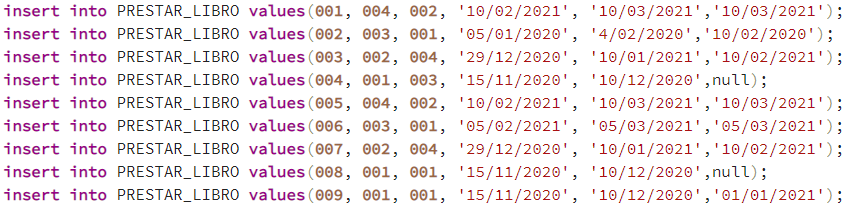 insert into PRESTAR_LIBRO values(001, 004, 002, '10/02/2021', '10/03/2021','10/03/2021');
insert into PRESTAR_LIBRO values(002, 003, 001, '05/01/2020', '4/02/2020','10/02/2020');
insert into PRESTAR_LIBRO values(003, 002, 004, '29/12/2020', '10/01/2021','10/02/2021');
insert into PRESTAR_LIBRO values(004, 001, 003, '15/11/2020', '10/12/2020',null);
insert into PRESTAR_LIBRO values(005, 004, 002, '10/02/2021', '10/03/2021','10/03/2021');
insert into PRESTAR_LIBRO values(006, 003, 001, '05/02/2021', '05/03/2021','05/03/2021');
insert into PRESTAR_LIBRO values(007, 002, 004, '29/12/2020', '10/01/2021','10/02/2021');
insert into PRESTAR_LIBRO values(008, 001, 001, '15/11/2020', '10/12/2020',null);
insert into PRESTAR_LIBRO values(009, 001, 001, '15/11/2020', '10/12/2020','01/01/2021');